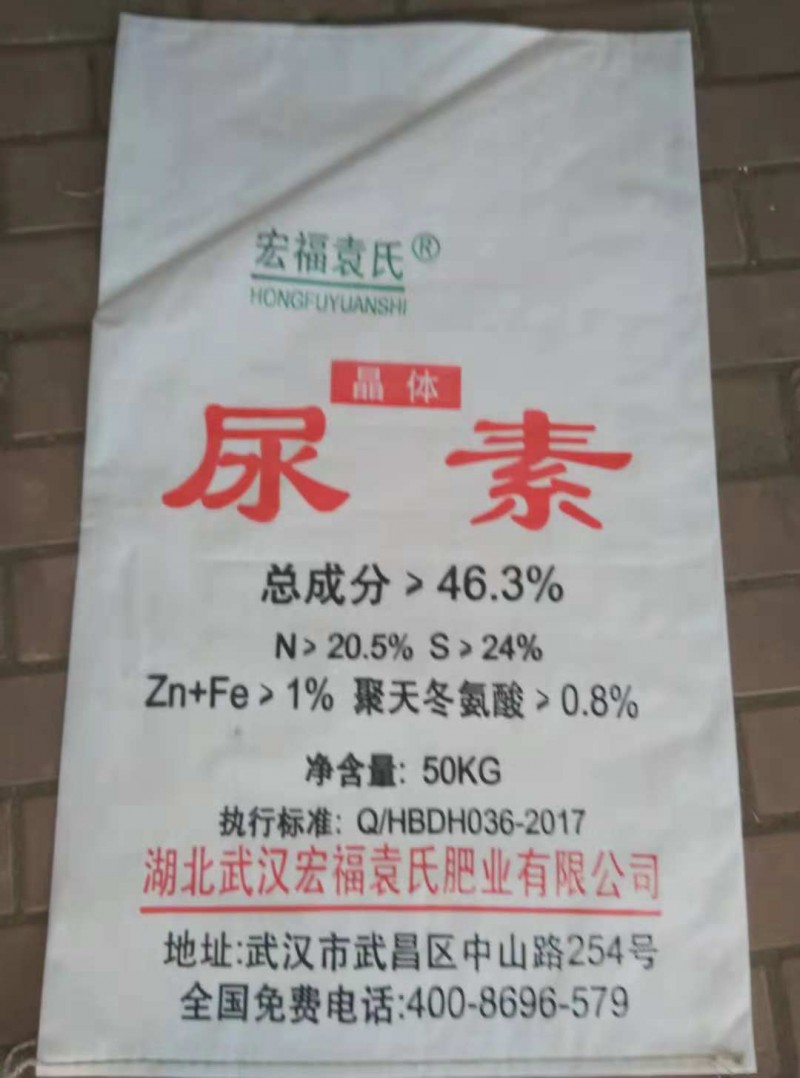 宏福袁氏®
HONGFUYUANSHI
晶体
尿素
总成分>46.3%
N>20.5% S>24%
Zn+Fe>1% 聚天冬氨酸>0.8%
净含量: 50KG
执行标准: Q/HBDH036-2017
湖北武汉宏福袁氏肥业有限公司
地址:武汉市武昌区中山路254号
全国免费电话:400-8696-579